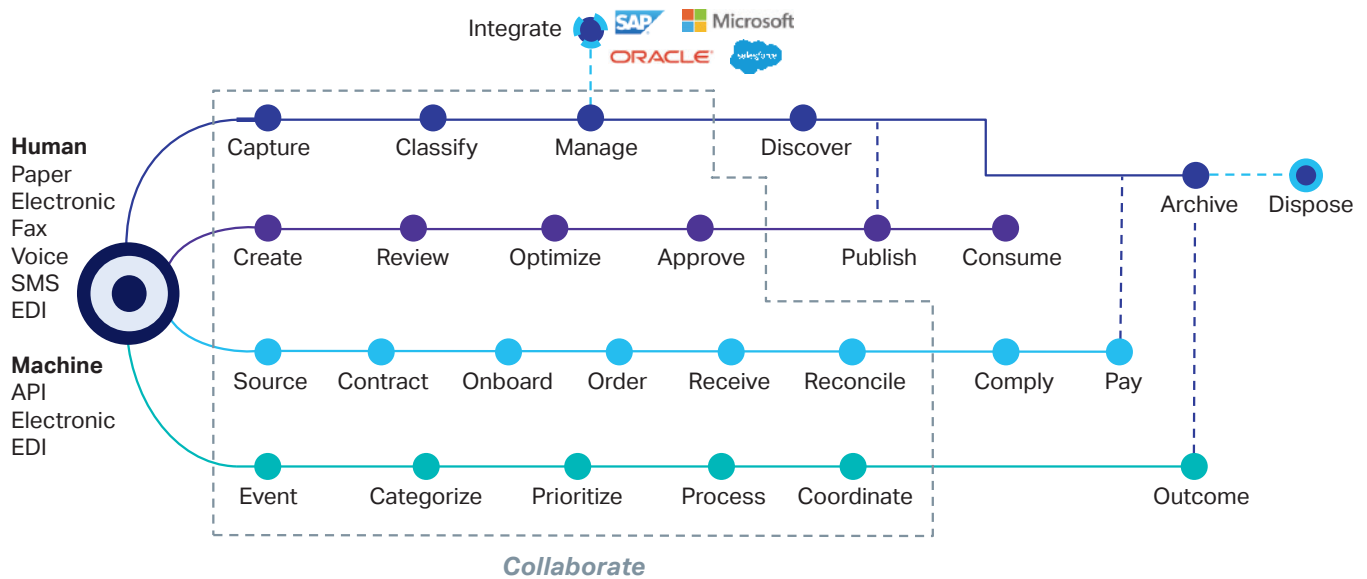 Integrate
SAP
Microsoft
ORACLE
salesforce
Human
Paper
Electronic
Fax
Voice
SMS
EDI
Machine
API
Electronic
EDI
Capture Classify Manage Discover
Archive Dispose
Create Review Optimize Approve Publish Consume
Source Contract Onboard Order Receive Reconcile Comply Pay
Event Categorize Prioritize Process Coordinate Outcome
Collaborate